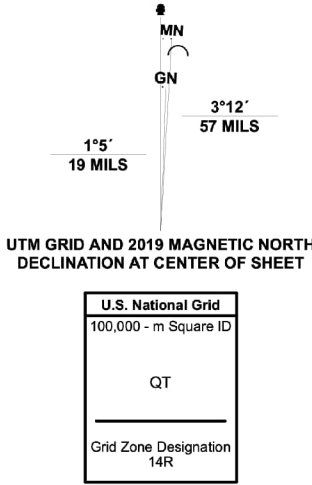 MN
GN
3°12´
57 MILS
1°5´
19 MILS
UTM GRID AND 2019 MAGNETIC NORTH
DECLINATION AT CENTER OF SHEET
U.S. National Grid
100,000 - m Square ID
QT
Grid Zone Designation
14R